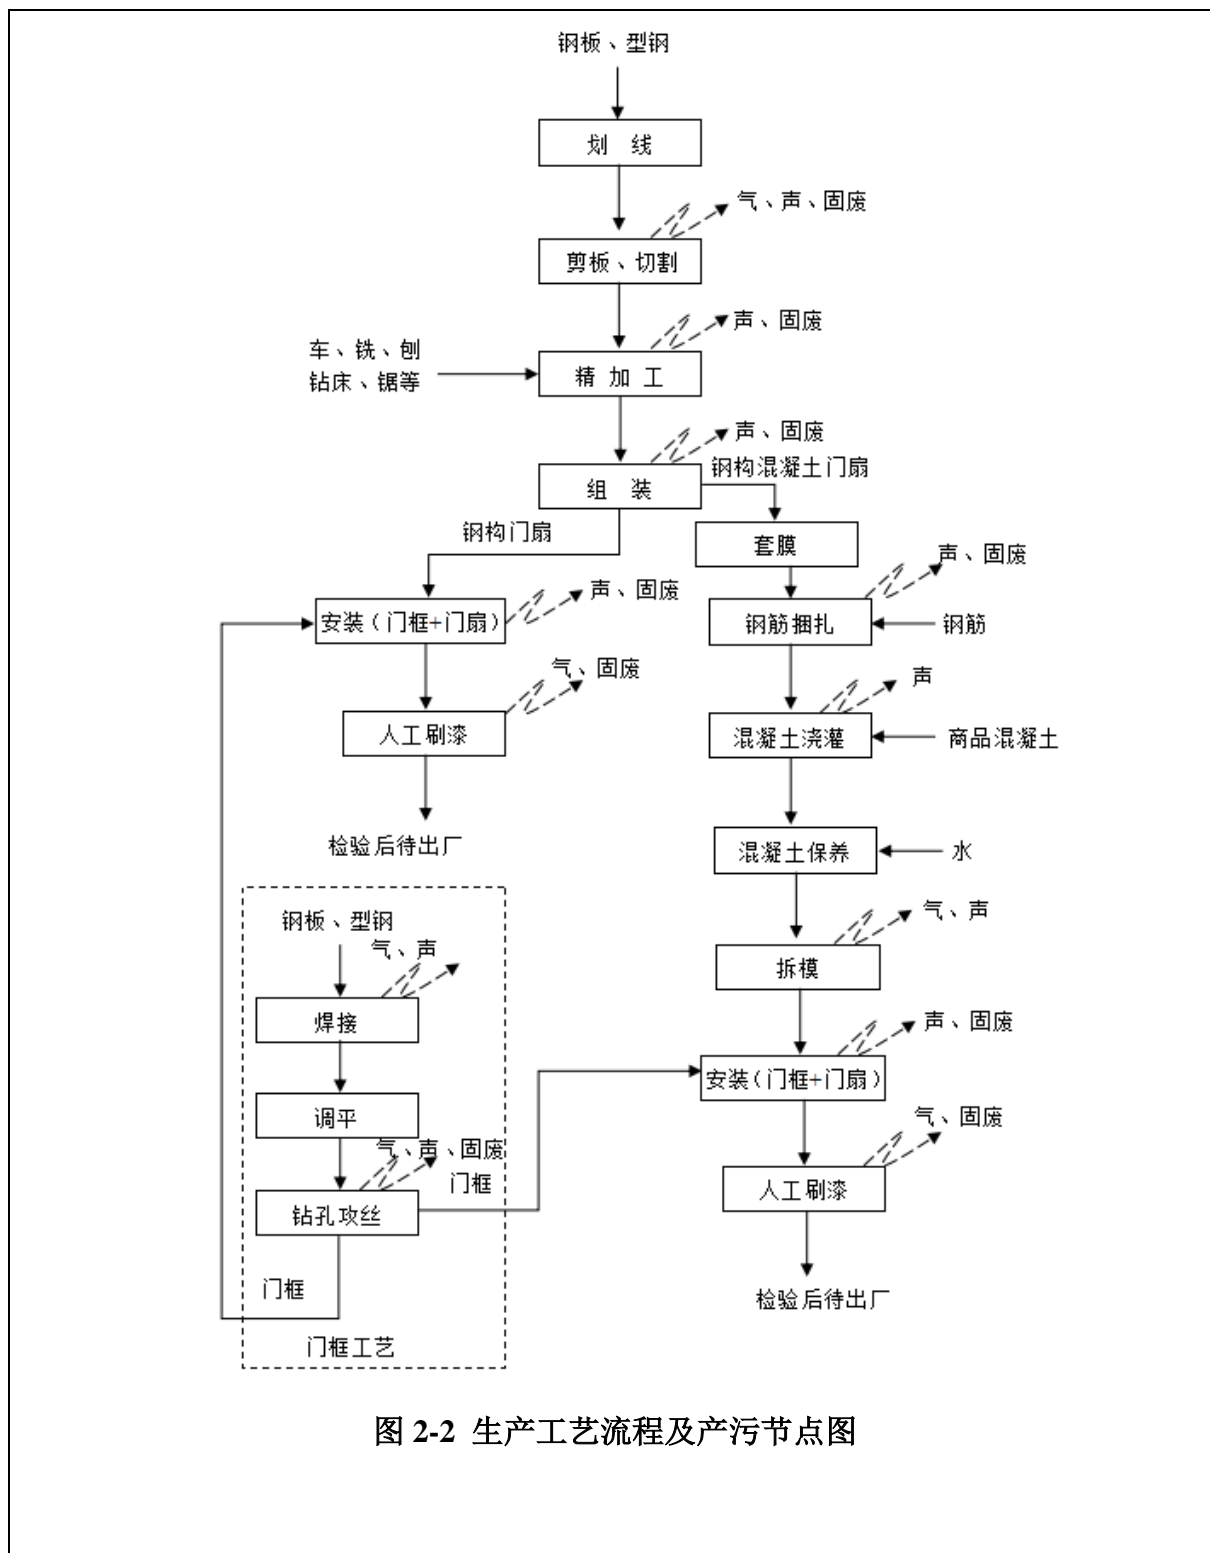 钢板、型钢
划 线
气、声、固废
剪板、切割
声、固废
车、铣、刨
钻床、锯等
精 加 工
声、固废
钢构混凝土门扇
组 装
钢构门扇
套膜
声、固废
声、固废
安装（门框+门扇）
钢筋捆扎
钢筋
气、固废
声
人工刷漆
混凝土浇灌
商品混凝土
检验后待出厂
混凝土保养
水
钢板、型钢
气、声
气、声
拆模
焊接
声、固废
安装（门框+门扇）
调平
气、固废
气、声、固废
门框
人工刷漆
钻孔攻丝
门框
检验后待出厂
门框工艺
图 2-2 生产工艺流程及产污节点图